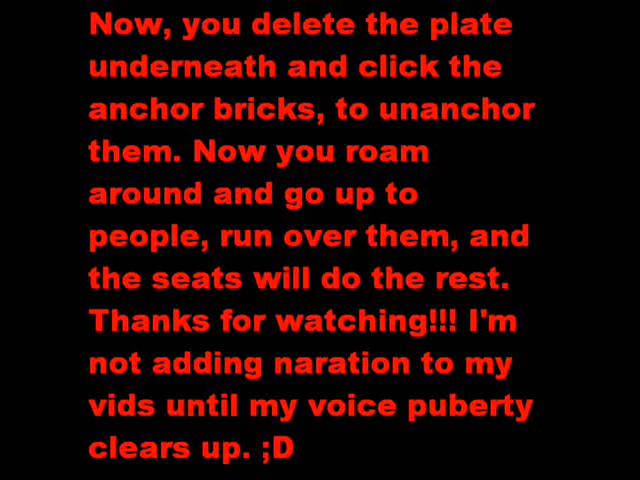 Now, you delete the plate
underneath and click the
anchor bricks, to unanchor
them. Now you roam
around and go up to
people, run over them, and
the seats will do the rest.
Thanks for watching!!! I'm
not adding naration to my
vids until my voice puberty
clears up. ;D